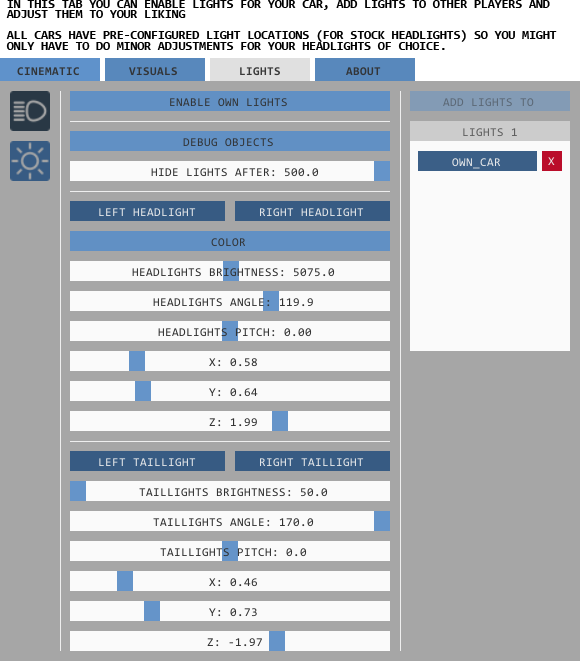 IN THIS TAB YOU CAN ENABLE LIGHTS FOR YOUR CAR, ADD LIGHTS TO OTHER PLAYERS AND
ADJUST THEM TO YOUR LIKING
ALL CARS HAVE PRE-CONFIGURED LIGHT LOCATIONS (FOR STOCK HEADLIGHTS) SO YOU MIGHT
ONLY HAVE TO DO MINOR ADJUSTMENTS FOR YOUR HEADLIGHTS OF CHOICE.
CINEMATIC VISUALS LIGHTS ABOUT
ENABLE OWN LIGHTS
DEBUG OBJECTS
HIDE LIGHTS AFTER: 500.0
LEFT HEADLIGHT RIGHT HEADLIGHT
COLOR
HEADLIGHTS BRIGHTNESS: 5075.0
HEADLIGHTS ANGLE: 119.9
HEADLIGHTS PITCH: 0.00
X: 0.58
Y: 0.64
Z: 1.99
LEFT TAILLIGHT RIGHT TAILLIGHT
TAILLIGHTS BRIGHTNESS: 50.0
TAILLIGHTS ANGLE: 170.0
TAILLIGHTS PITCH: 0.0
X: 0.46
Y: 0.73
Z: -1.97
ADD LIGHTS TO
LIGHTS 1
OWN_CAR X